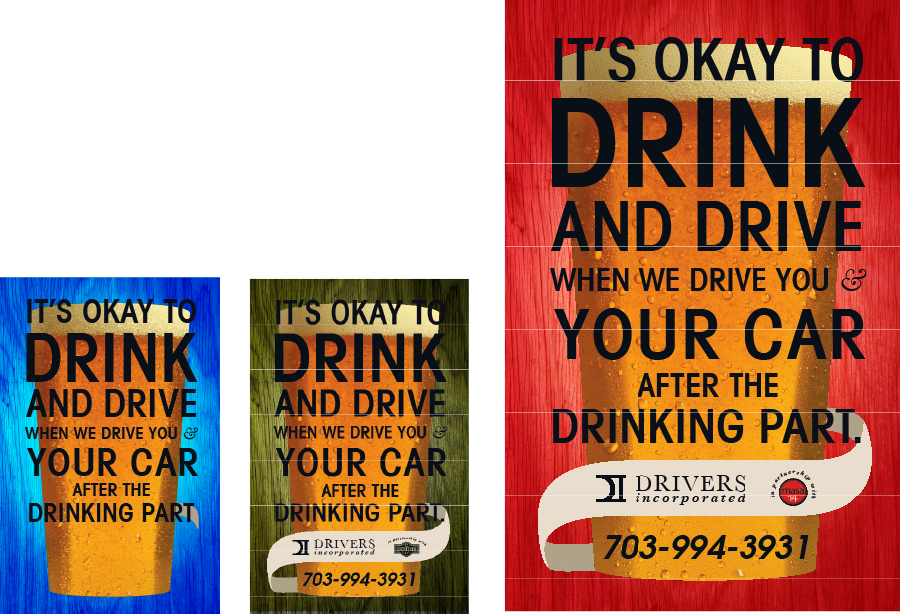 IT'S OKAY TO
DRINK
AND DRIVE
WHEN WE DRIVE YOU &
YOUR CAR
AFTER THE
DRINKING PART
IT'S OKAY TO
DRINK
AND DRIVE
WHEN WE DRIVE YOU &
YOUR CAR
AFTER THE
DRINKING PART.
DRIVERS
incorporated
in partnership with
703-994-3931
IT'S OKAY TO
DRINK
AND DRIVE
WHEN WE DRIVE YOU &
YOUR CAR
AFTER THE
DRINKING PART.
DRIVERS
incorporated
in partnership with
703-994-3931